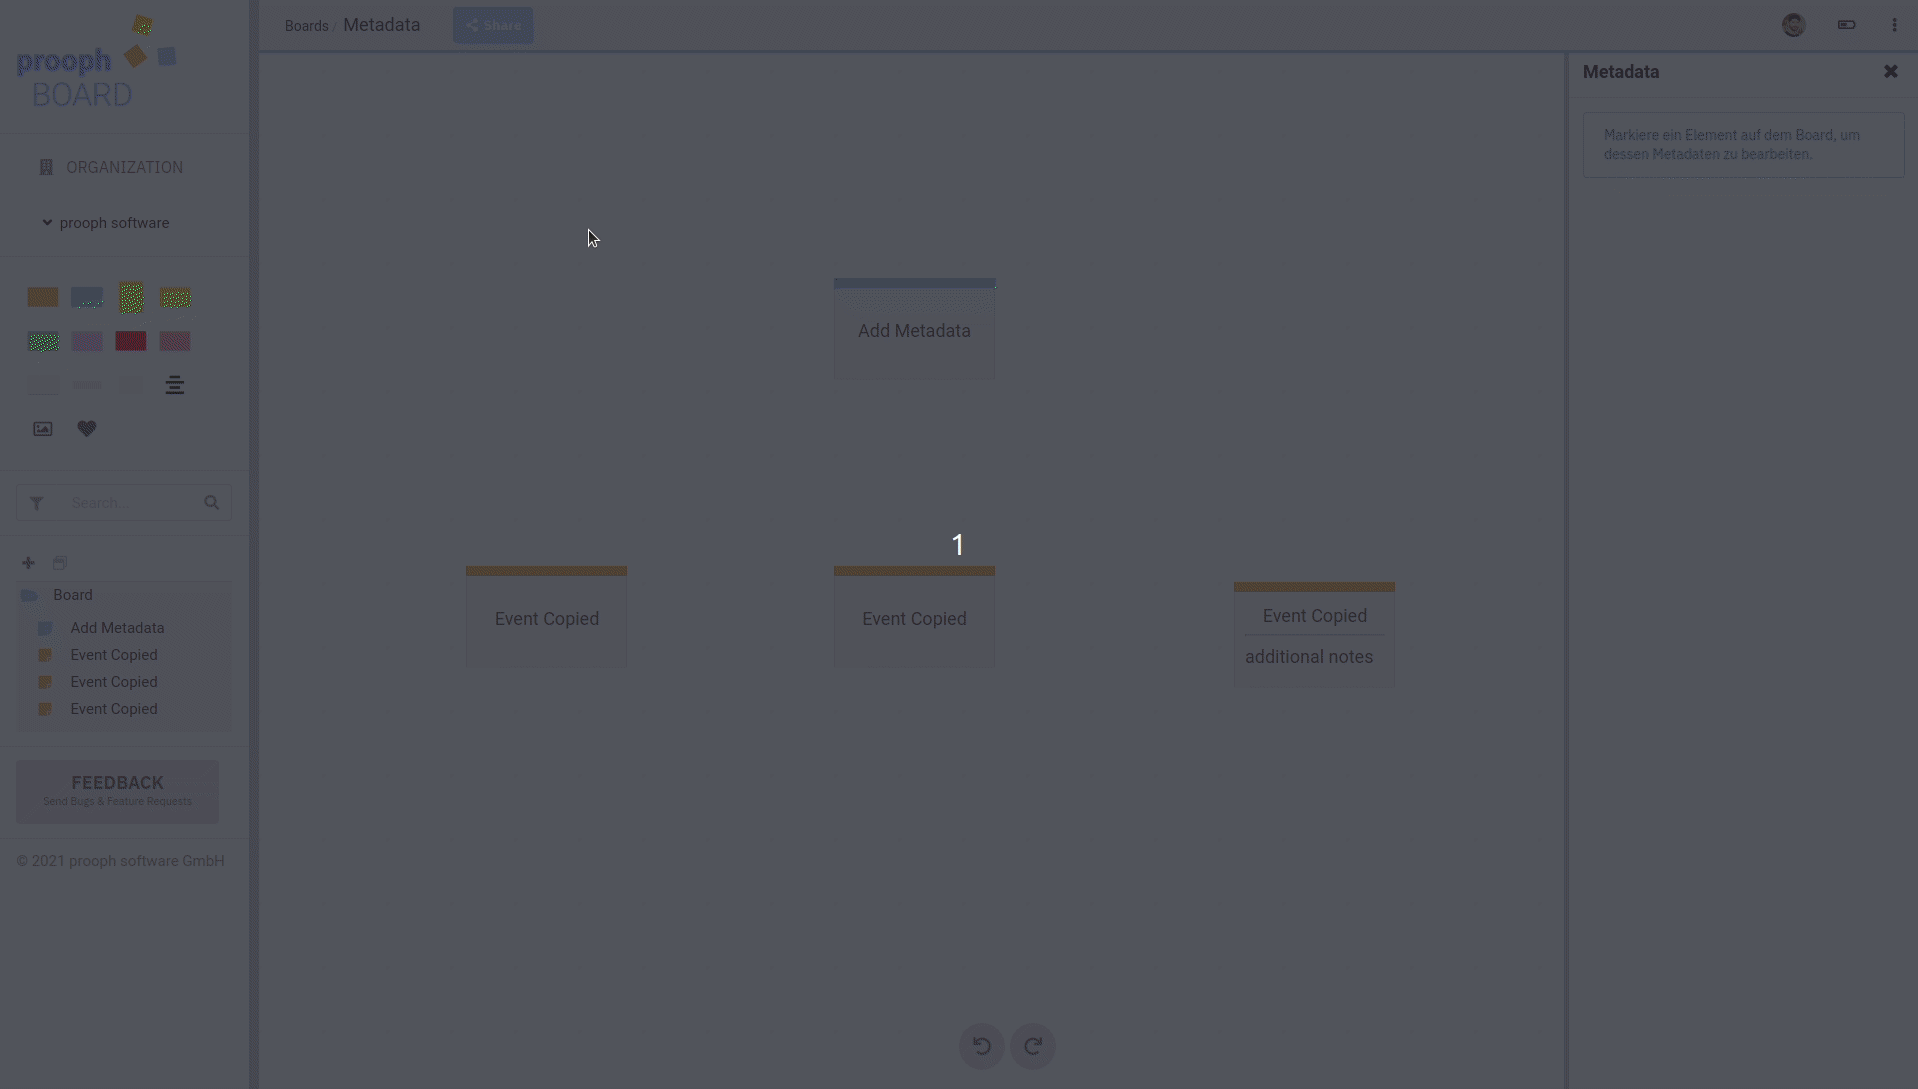 prooph
BOARD
Boards / Metadata
Share
ORGANIZATION
prooph software
Search...
Board
Add Metadata
Event Copied
Event Copied
Event Copied
FEEDBACK
Send Bugs & Feature Requests
© 2021 prooph software GmbH
Add Metadata
1
Event Copied
Event Copied
Event Copied
additional notes
Metadata
Markiere ein Element auf dem Board, um
dessen Metadaten zu bearbeiten.